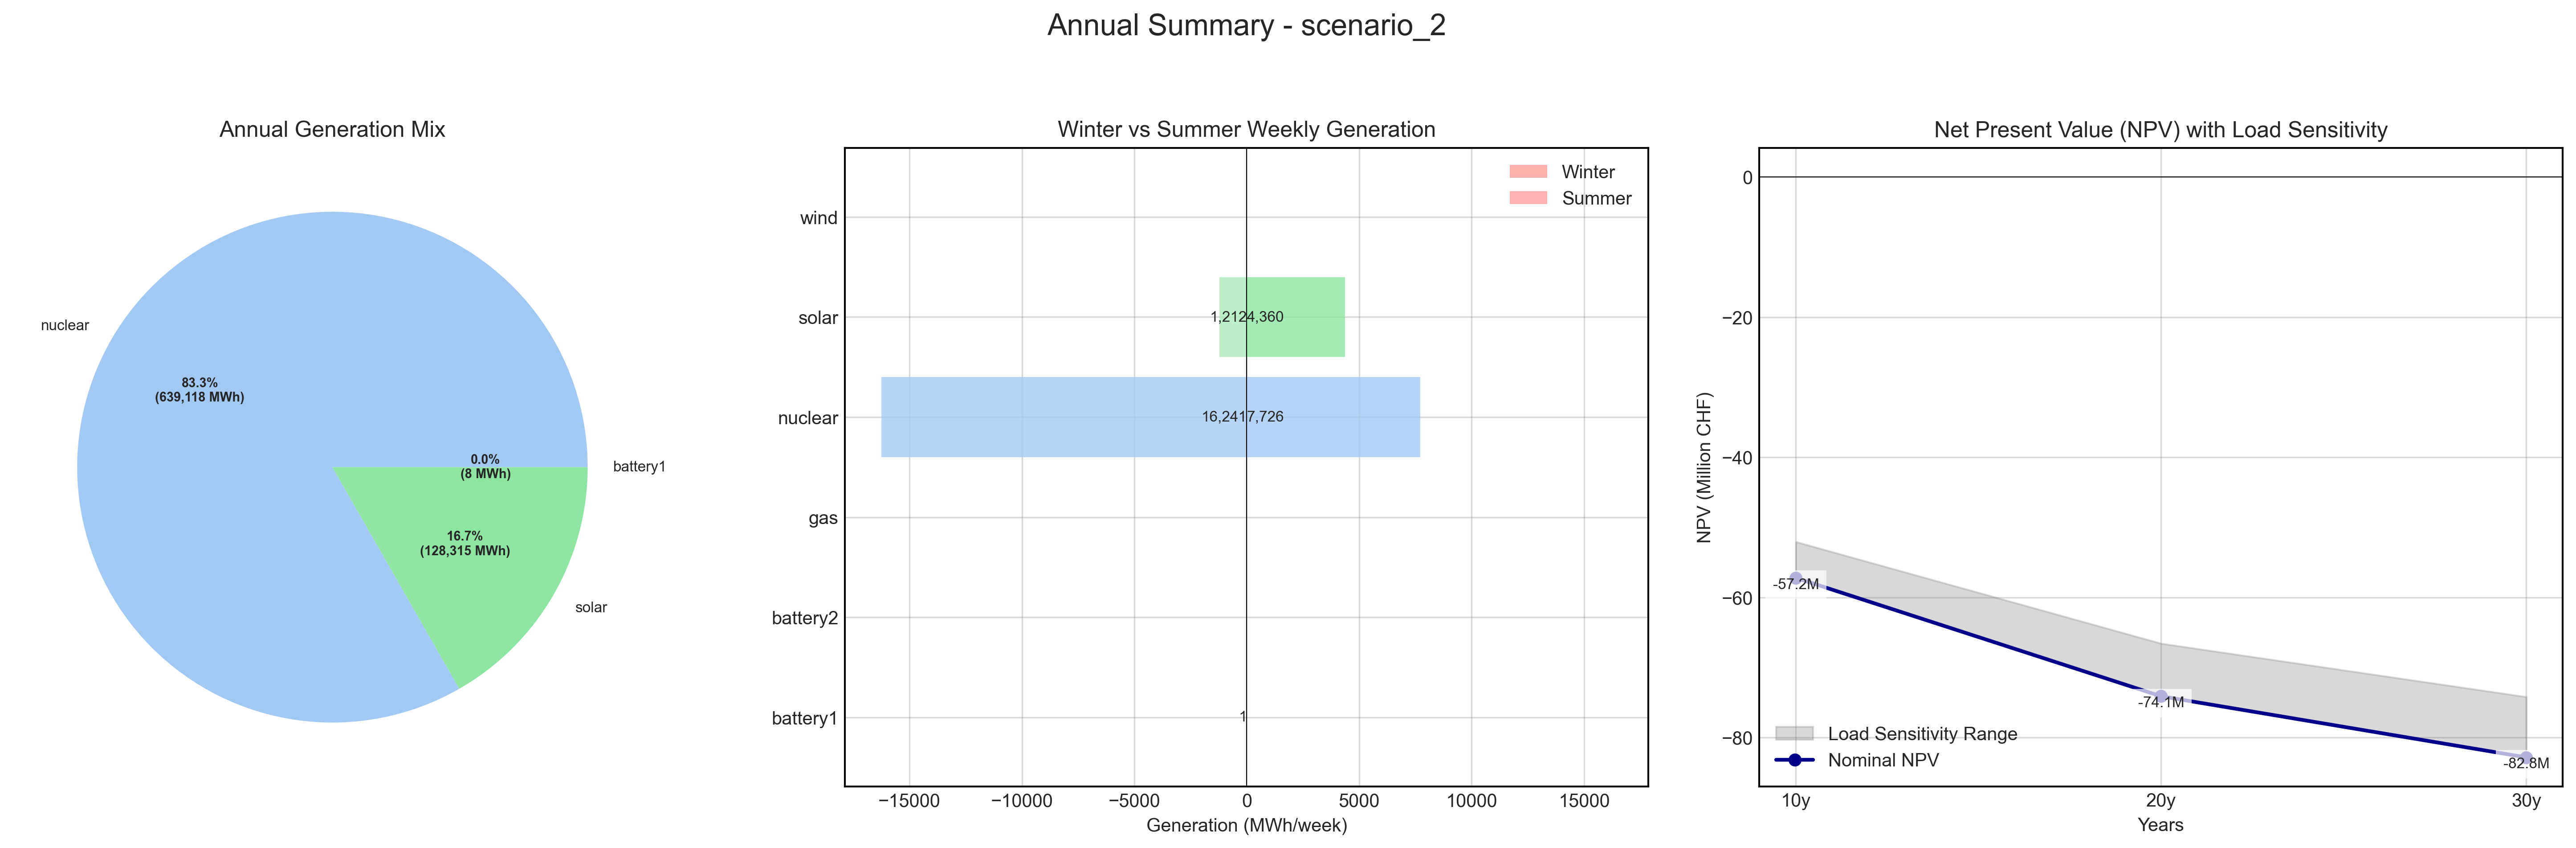 Annual Summary - scenario_2
Annual Generation Mix
nuclear
83.3%
(639,118 MWh)
0.0%
(8 MWh)
battery1
16.7%
(128,315 MWh)
solar
Winter vs Summer Weekly Generation
Winter
Summer
wind
solar
1,2124,360
nuclear
16,2417,726
gas
battery2
battery1
1
−15000
−10000
−5000
0
5000
10000
15000
Generation (MWh/week)
Net Present Value (NPV) with Load Sensitivity
NPV (Million CHF)
0
−20
−40
−60
−80
-57.2M
-74.1M
-82.8M
Load Sensitivity Range
Nominal NPV
10y
20y
30y
Years